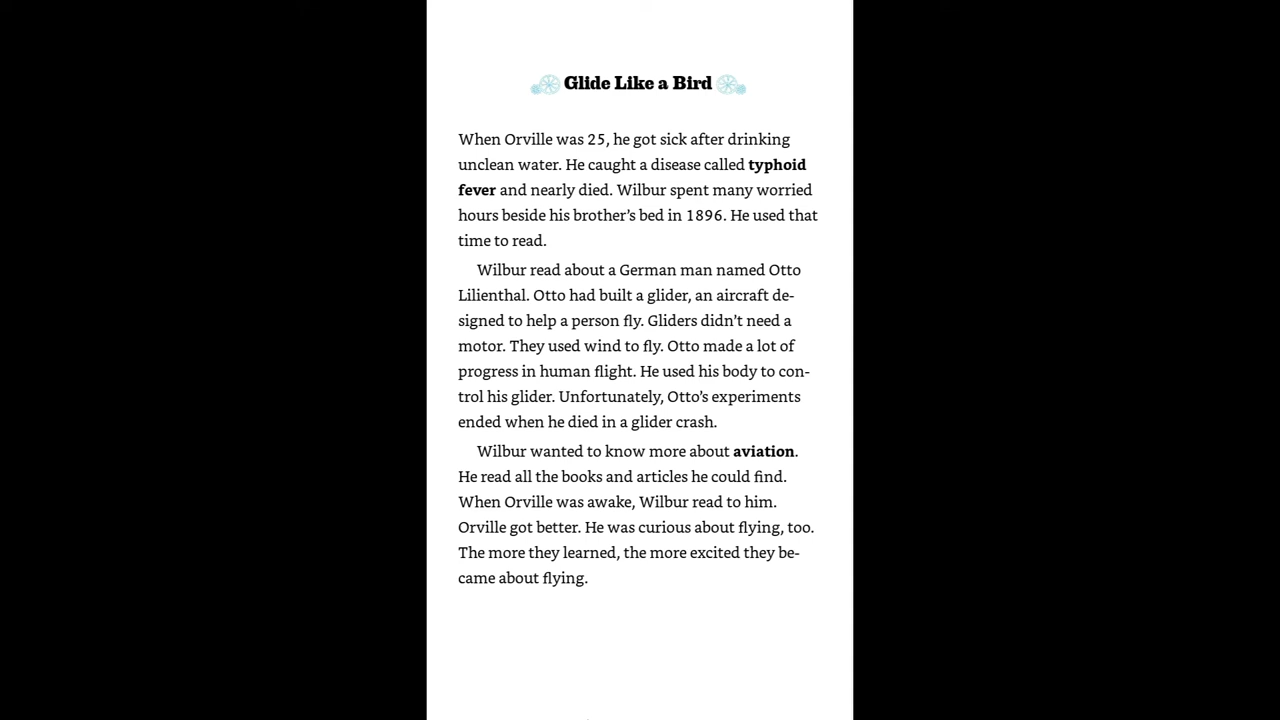 Glide Like a Bird
When Orville was 25, he got sick after drinking
unclean water. He caught a disease called typhoid
fever and nearly died. Wilbur spent many worried
hours beside his brother’s bed in 1896. He used that
time to read.
Wilbur read about a German man named Otto
Lilienthal. Otto had built a glider, an aircraft de-
signed to help a person fly. Gliders didn’t need a
motor. They used wind to fly. Otto made a lot of
progress in human flight. He used his body to con-
trol his glider. Unfortunately, Otto’s experiments
ended when he died in a glider crash.
Wilbur wanted to know more about aviation.
He read all the books and articles he could find.
When Orville was awake, Wilbur read to him.
Orville got better. He was curious about flying, too.
The more they learned, the more excited they be-
came about flying.